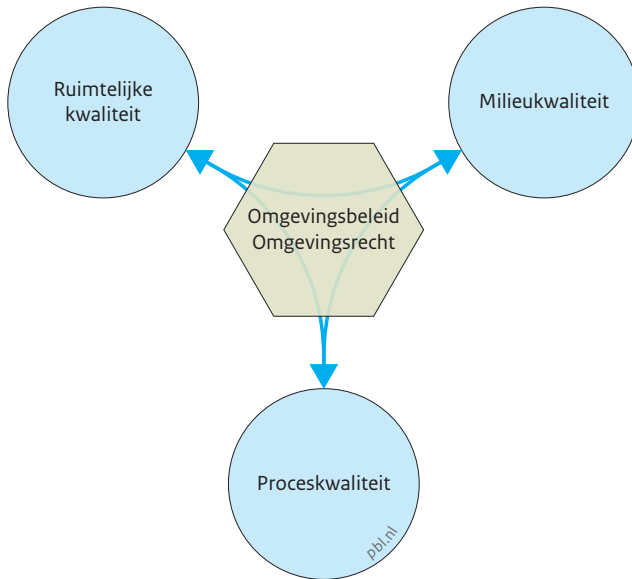 Ruimtelijke
kwaliteit
Milieukwaliteit
Omgevingsbeleid
Omgevingsrecht
Proceskwaliteit
pbl.nl